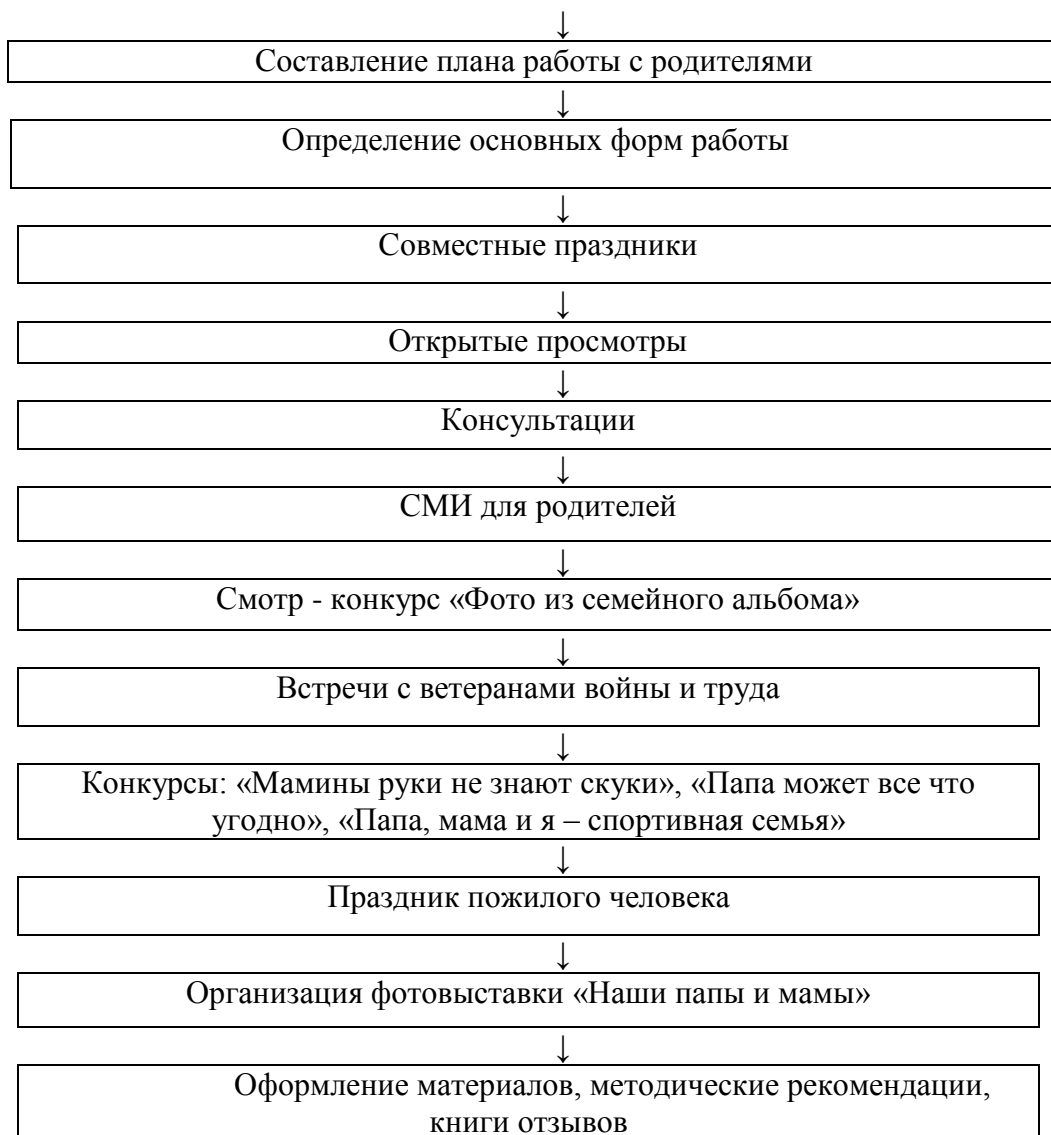 ↓
Составление плана работы с родителями
↓
Определение основных форм работы
↓
Совместные праздники
↓
Открытые просмотры
↓
Консультации
↓
СМИ для родителей
↓
Смотр - конкурс «Фото из семейного альбома»
↓
Встречи с ветеранами войны и труда
↓
Конкурсы: «Мамины руки не знают скуки», «Папа может все что
угодно», «Папа, мама и я – спортивная семья»
↓
Праздник пожилого человека
↓
Организация фотовыставки «Наши папы и мамы»
↓
Оформление материалов, методические рекомендации,
книги отзывов